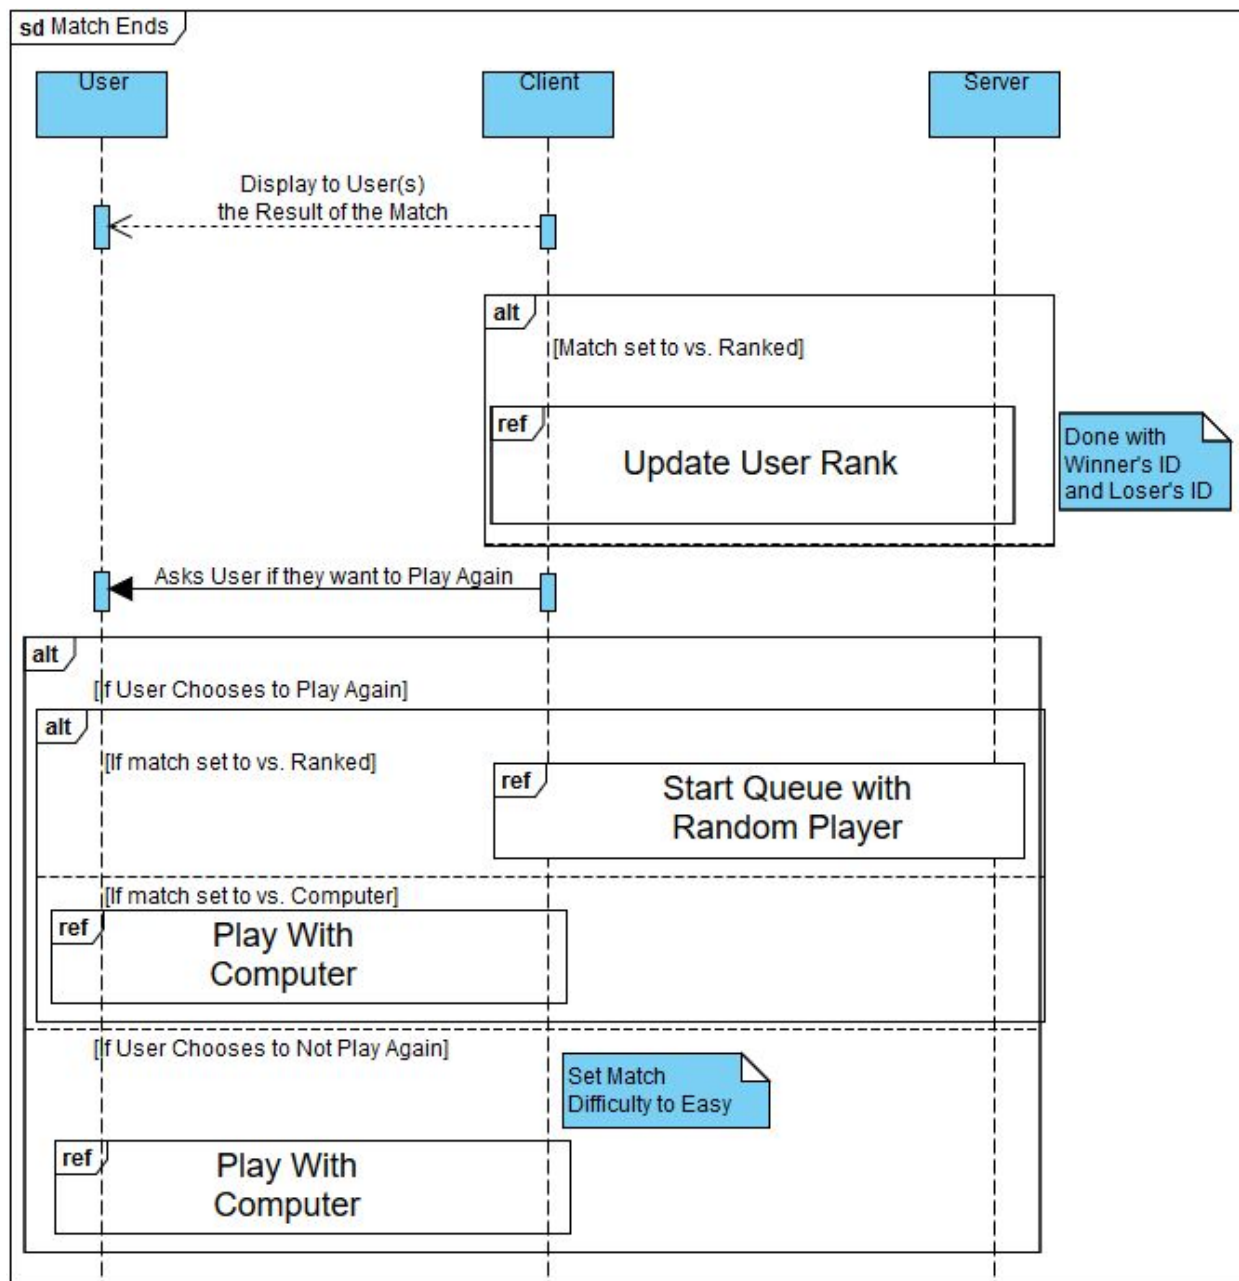 sd Match Ends
User
Client
Server
Display to User(s)
the Result of the Match
alt
[Match set to vs. Ranked]
ref
Update User Rank
Done with
Winner's ID
and Loser's ID
Asks User if they want to Play Again
alt
[If User Chooses to Play Again]
alt
[If match set to vs. Ranked]
ref
Start Queue with
Random Player
[If match set to vs. Computer]
ref
Play With
Computer
[If User Chooses to Not Play Again]
Set Match
Difficulty to Easy
ref
Play With
Computer